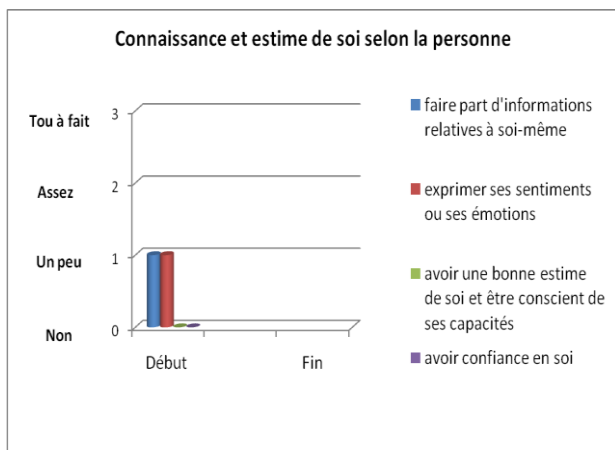 Connaissance et estime de soi selon la personne
Tou à fait
3
Assez
2
Un peu
1
Non
0
Début
Fin
faire part d'informations
relatives à soi-même
exprimer ses sentiments
ou ses émotions
avoir une bonne estime
de soi et être conscient de
ses capacités
avoir confiance en soi